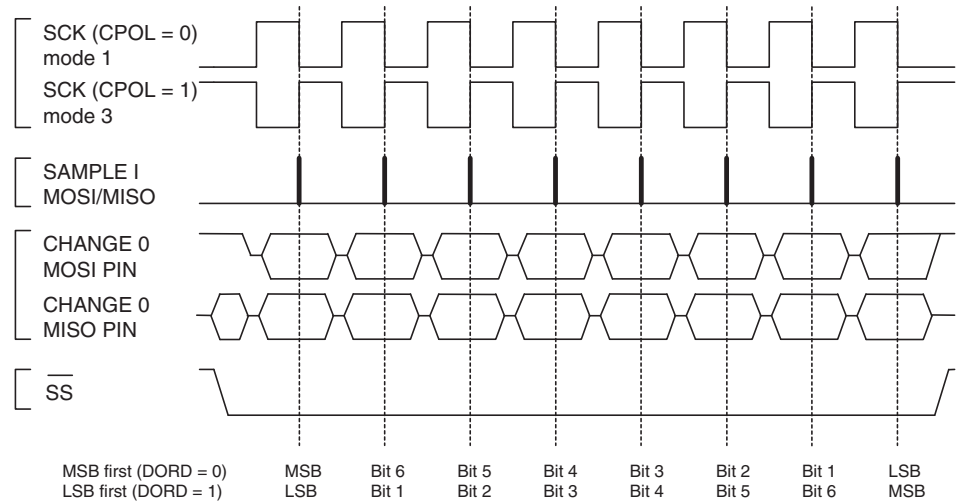 SCK (CPOL = 0)
mode 1
SCK (CPOL = 1)
mode 3
SAMPLE I
MOSI/MISO
CHANGE 0
MOSI PIN
CHANGE 0
MISO PIN
SS
MSB first (DORD = 0) MSB Bit 6 Bit 5 Bit 4 Bit 3 Bit 2 Bit 1 LSB
LSB first (DORD = 1) LSB Bit 1 Bit 2 Bit 3 Bit 4 Bit 5 Bit 6 MSB